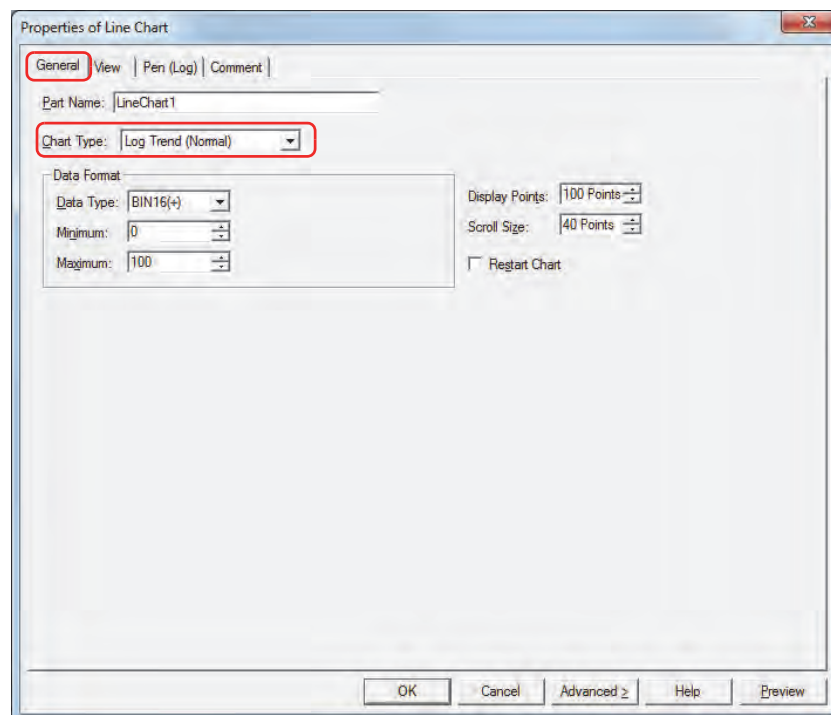 Properties of Line Chart
General View Pen (Log) Comment
Part Name: LineChart1
Chart Type: Log Trend (Normal)
Data Format
Data Type: BIN16(+)
Minimum: 0
Maximum: 100
Display Points: 100 Points
Scroll Size: 40 Points
Restart Chart
OK Cancel Advanced > Help Preview